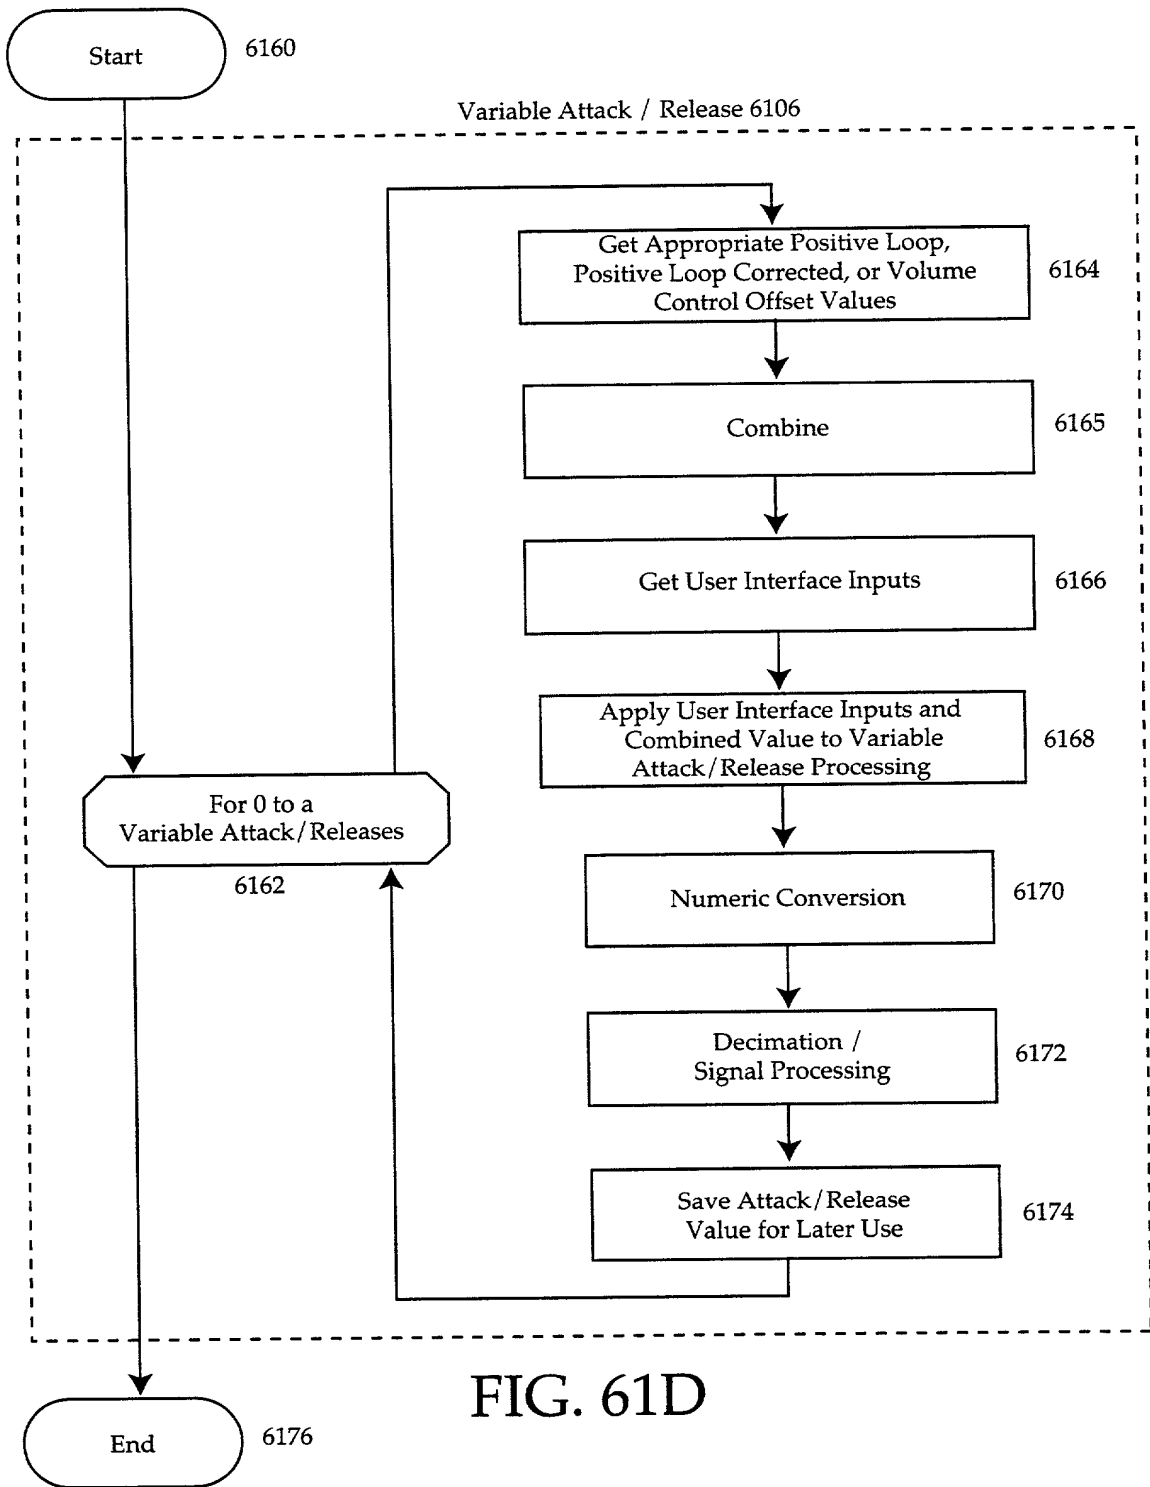 Start
6160
Variable Attack / Release 6106
Get Appropriate Positive Loop,
Positive Loop Corrected, or Volume
Control Offset Values
6164
Combine
6165
Get User Interface Inputs
6166
Apply User Interface Inputs and
Combined Value to Variable
Attack/Release Processing
6168
For 0 to a
Variable Attack/Releases
6162
Numeric Conversion
6170
Decimation /
Signal Processing
6172
Save Attack/Release
Value for Later Use
6174
FIG. 61D
End
6176